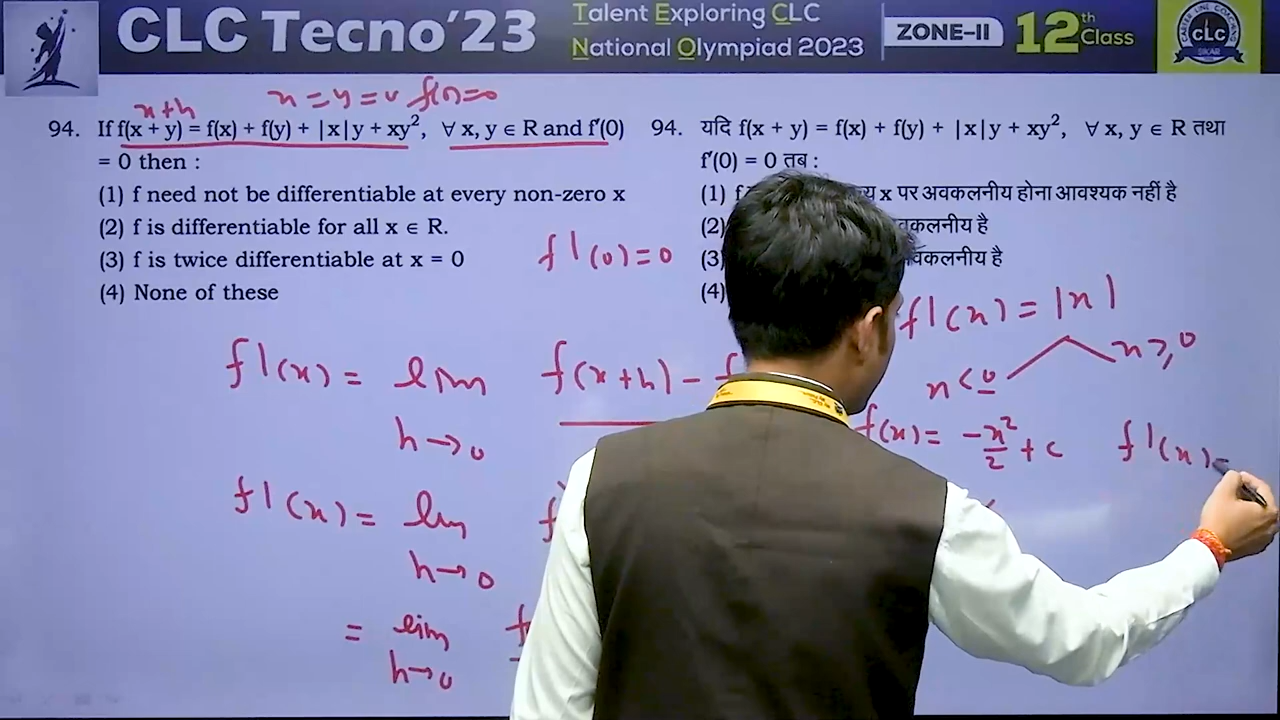 CLC Tecno'23
Talent Exploring CLC
National Olympiad 2023
ZONE–II
12th Class
CLC
SIKAR
x+h
x = y = 0 f(0)=0
94. If f(x + y) = f(x) + f(y) + |x|y + xy², ∀ x, y ∈ R and f'(0)
= 0 then :
(1) f need not be differentiable at every non-zero x
(2) f is differentiable for all x ∈ R.
(3) f is twice differentiable at x = 0
(4) None of these
94. यदि f(x + y) = f(x) + f(y) + |x|y + xy², ∀ x, y ∈ R तथा
f'(0) = 0 तब :
(1) x पर अवकलनीय होना आवश्यक नहीं है
(2)
(3)
(4)
f'(0)=0
f'(x) = lim f(x+h) –
h→0
f'(x) = lim
h→0
= lim
h→0
f'(x) = |x|
x<0 x≥0
f(x) = -x²/2 + c f'(x) =